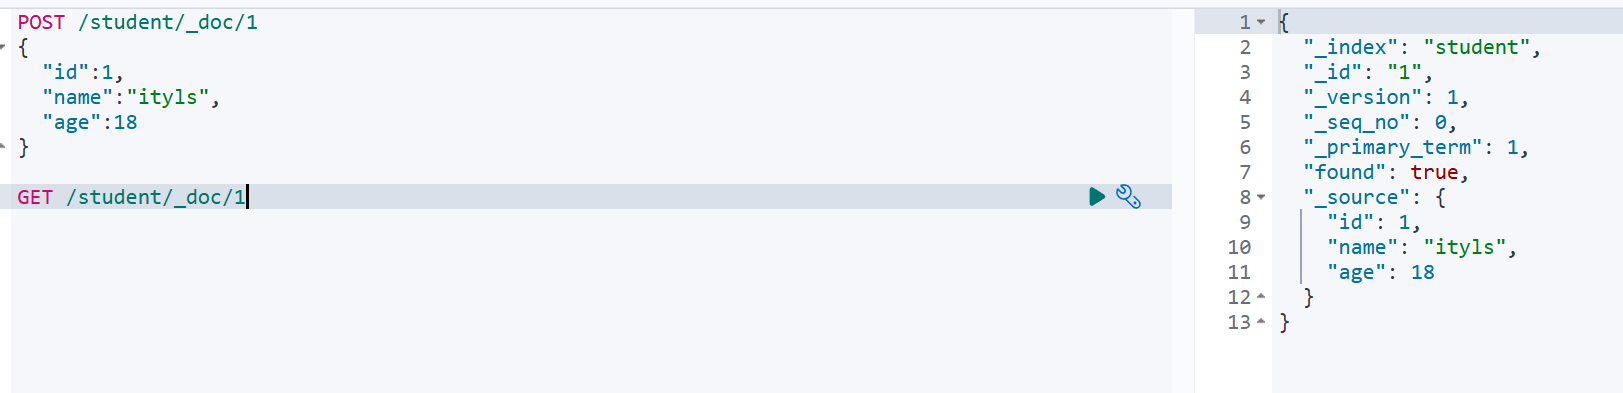 POST /student/_doc/1
{
  "id":1,
  "name":"ityls",
  "age":18
}
GET /student/_doc/1
1 {
2   "_index": "student",
3   "_id": "1",
4   "_version": 1,
5   "_seq_no": 0,
6   "_primary_term": 1,
7   "found": true,
8   "_source": {
9     "id": 1,
10     "name": "ityls",
11     "age": 18
12   }
13 }